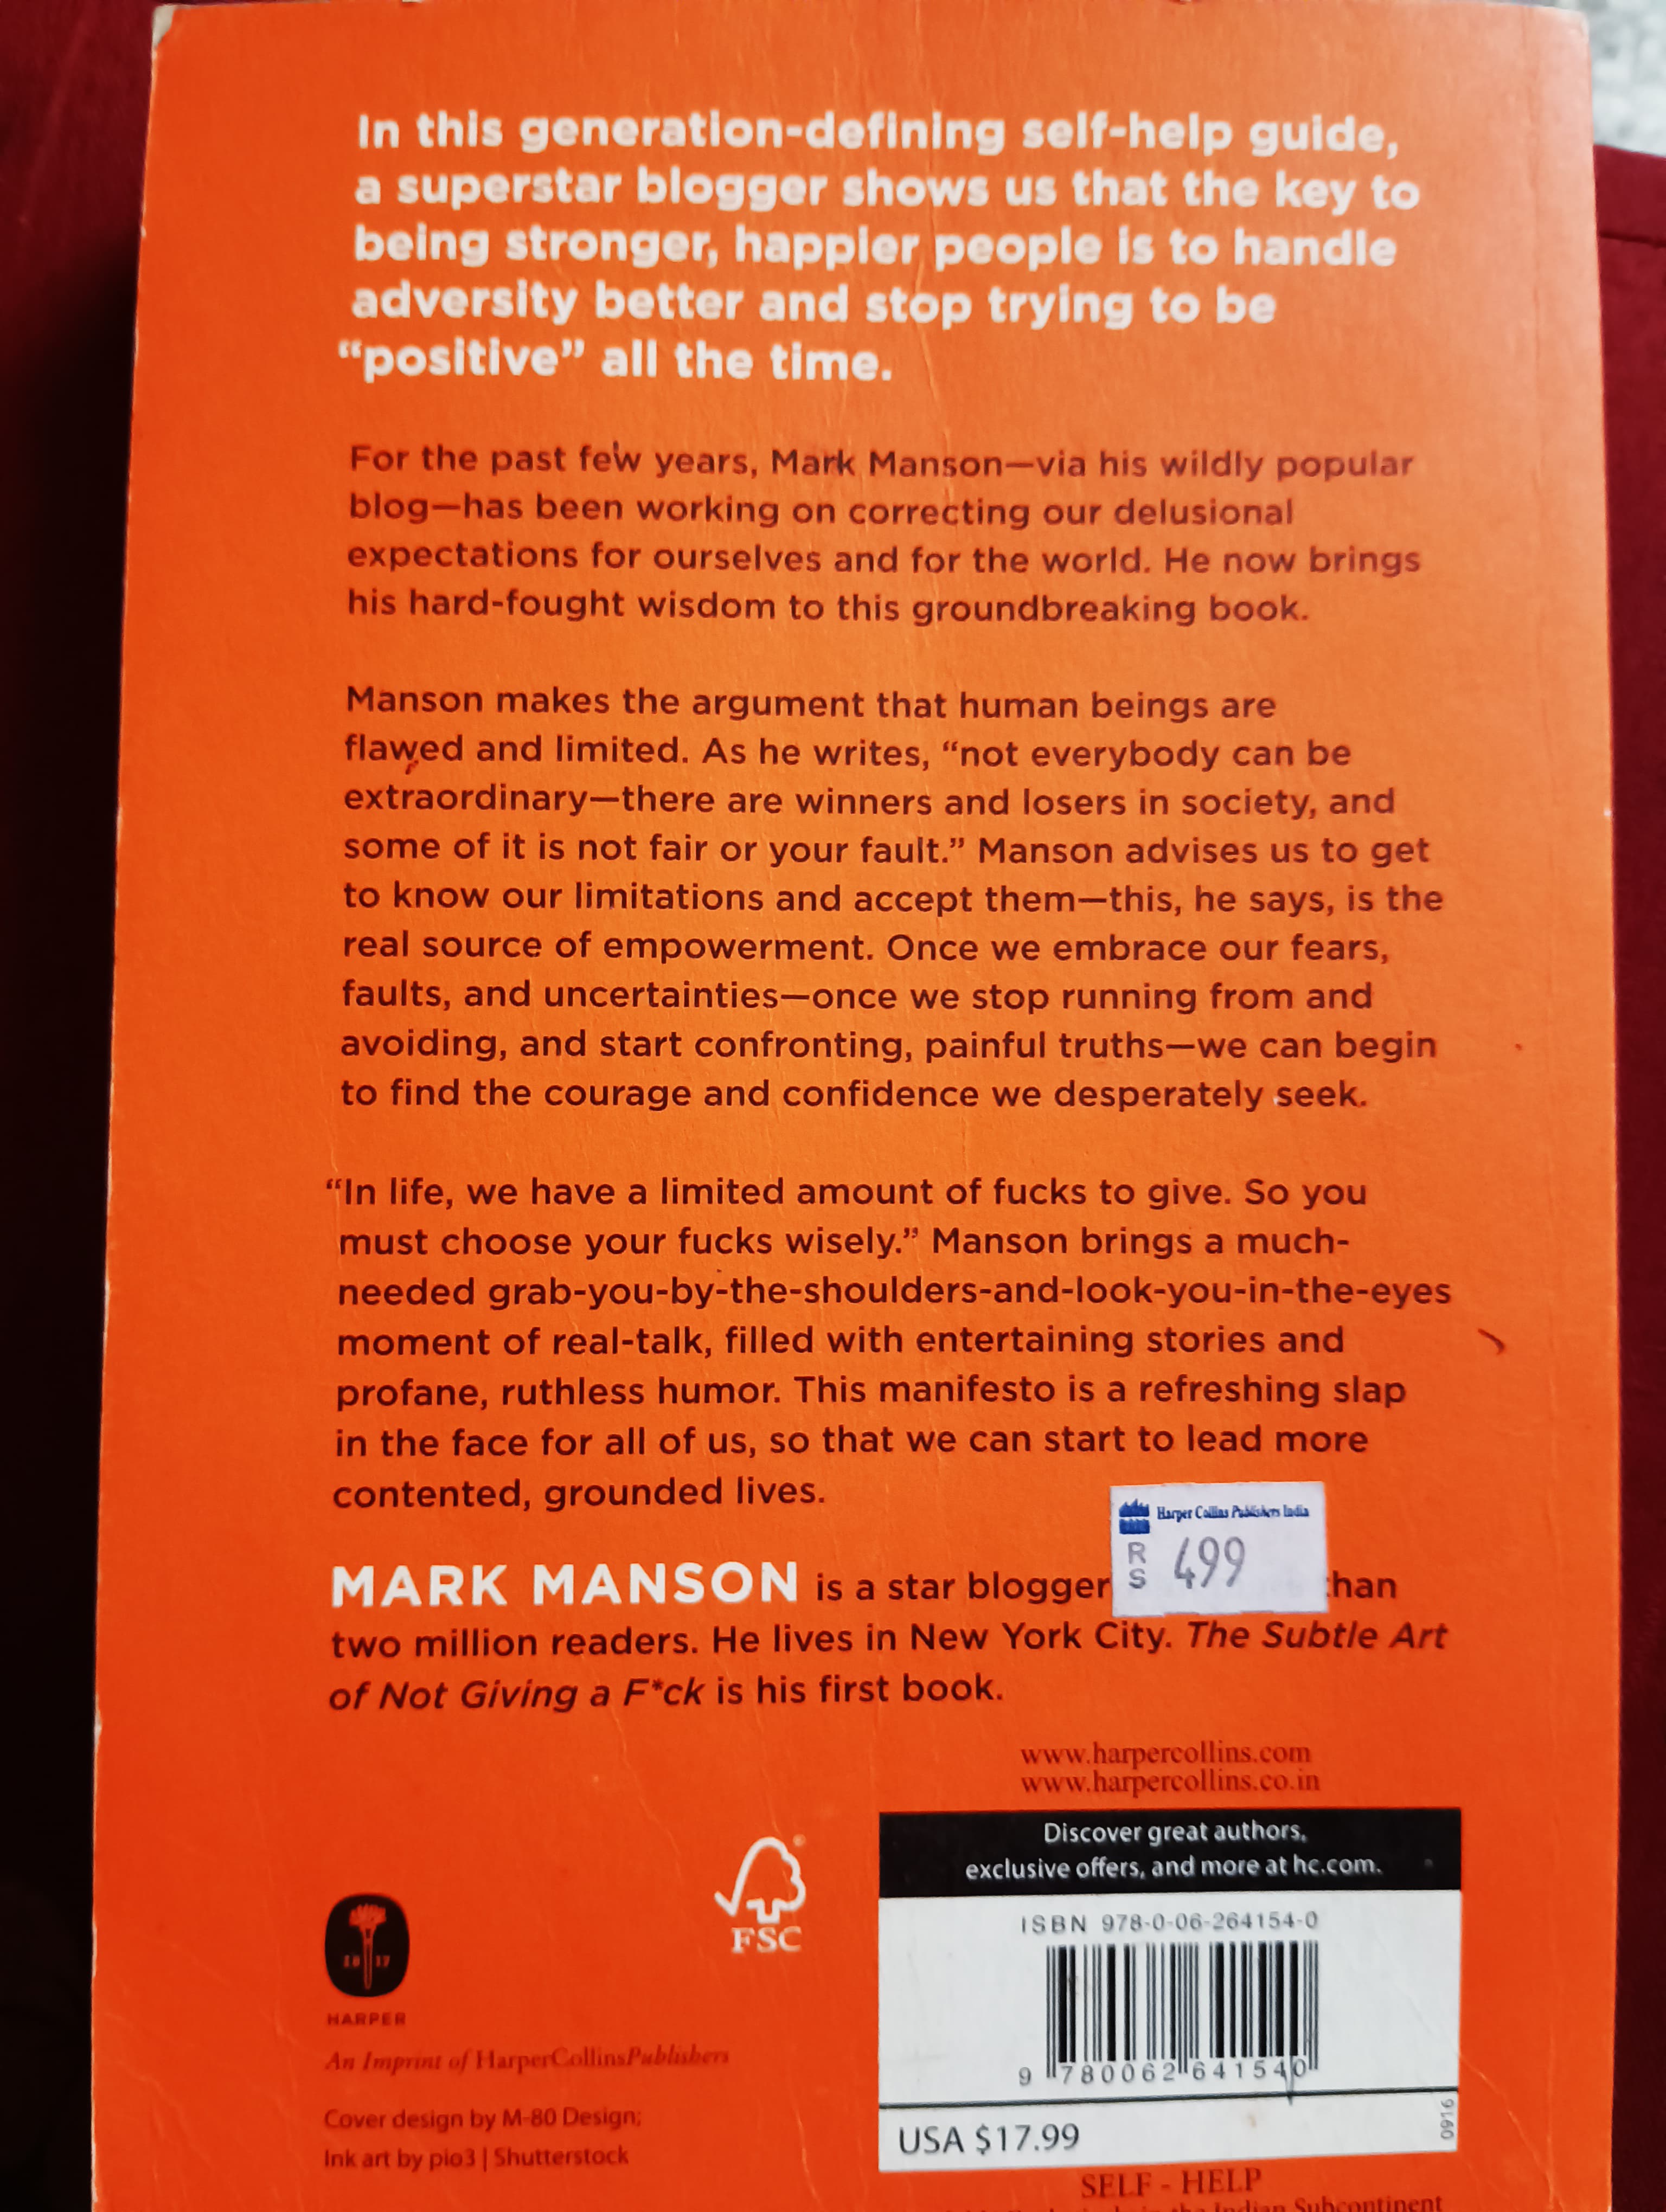 In this generation-defining self-help guide,
a superstar blogger shows us that the key to
being stronger, happier people is to handle
adversity better and stop trying to be
“positive” all the time.
For the past few years, Mark Manson—via his wildly popular
blog—has been working on correcting our delusional
expectations for ourselves and for the world. He now brings
his hard-fought wisdom to this groundbreaking book.
Manson makes the argument that human beings are
flawed and limited. As he writes, “not everybody can be
extraordinary—there are winners and losers in society, and
some of it is not fair or your fault.” Manson advises us to get
to know our limitations and accept them—this, he says, is the
real source of empowerment. Once we embrace our fears,
faults, and uncertainties—once we stop running from and
avoiding, and start confronting, painful truths—we can begin
to find the courage and confidence we desperately seek.
“In life, we have a limited amount of fucks to give. So you
must choose your fucks wisely.” Manson brings a much-
needed grab-you-by-the-shoulders-and-look-you-in-the-eyes
moment of real-talk, filled with entertaining stories and
profane, ruthless humor. This manifesto is a refreshing slap
in the face for all of us, so that we can start to lead more
contented, grounded lives.
Harper Collins Publishers India
RS 499
MARK MANSON is a star blogger han
two million readers. He lives in New York City. The Subtle Art
of Not Giving a F*ck is his first book.
www.harpercollins.com
www.harpercollins.co.in
Discover great authors,
exclusive offers, and more at hc.com.
FSC
ISBN 978-0-06-264154-0
18 17
HARPER
9 780062 641540
An Imprint of HarperCollinsPublishers
0916
Cover design by M-80 Design;
Ink art by pio3 | Shutterstock
USA $17.99
SELF - HELP
in the Indian Subcontinent